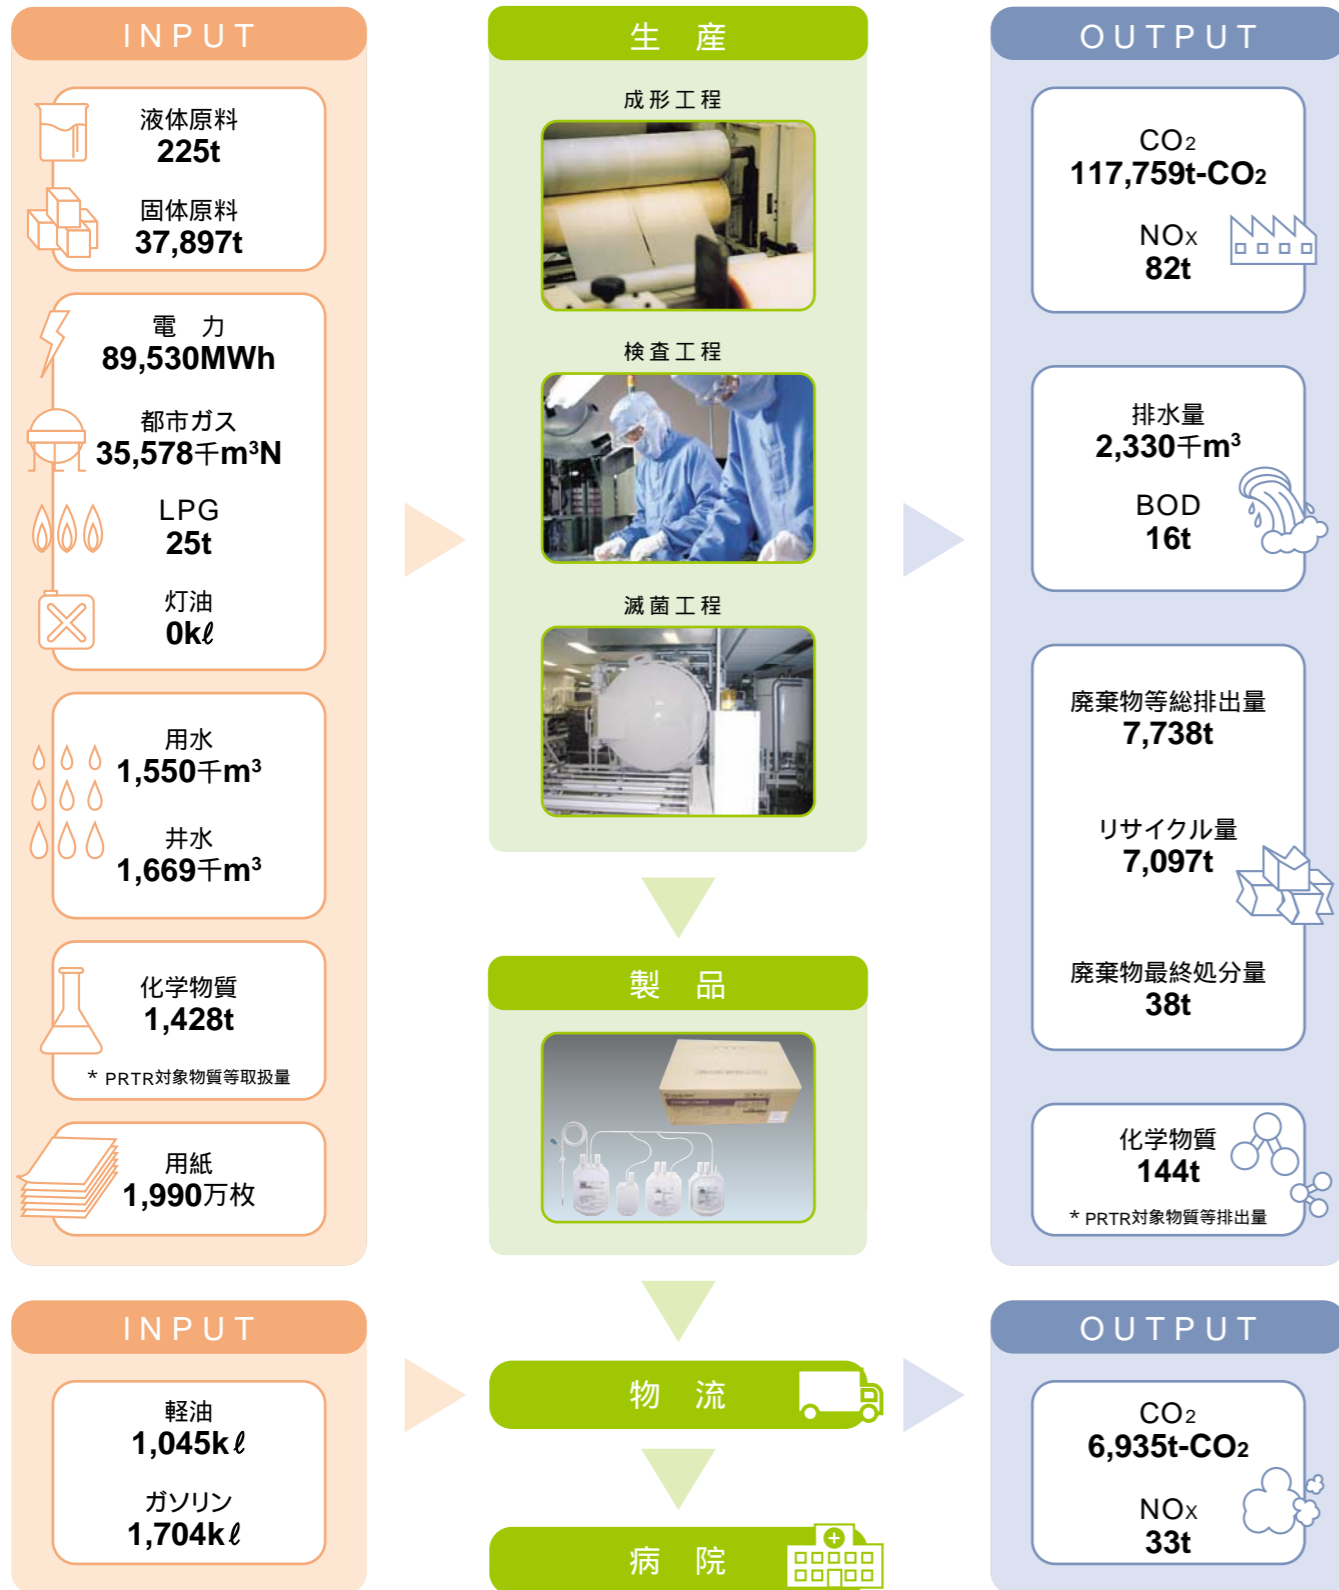 INPUT
液体原料
225t
固体原料
37,897t
電 力
89,530MWh
都市ガス
35,578千m³N
LPG
25t
灯油
0kℓ
用水
1,550千m³
井水
1,669千m³
化学物質
1,428t
* PRTR対象物質等取扱量
用紙
1,990万枚
生 産
成形工程
検査工程
滅菌工程
製 品
OUTPUT
CO₂
117,759t-CO₂
NOx
82t
排水量
2,330千m³
BOD
16t
廃棄物等総排出量
7,738t
リサイクル量
7,097t
廃棄物最終処分量
38t
化学物質
144t
* PRTR対象物質等排出量
INPUT
軽油
1,045kℓ
ガソリン
1,704kℓ
物 流
病 院
OUTPUT
CO₂
6,935t-CO₂
NOx
33t